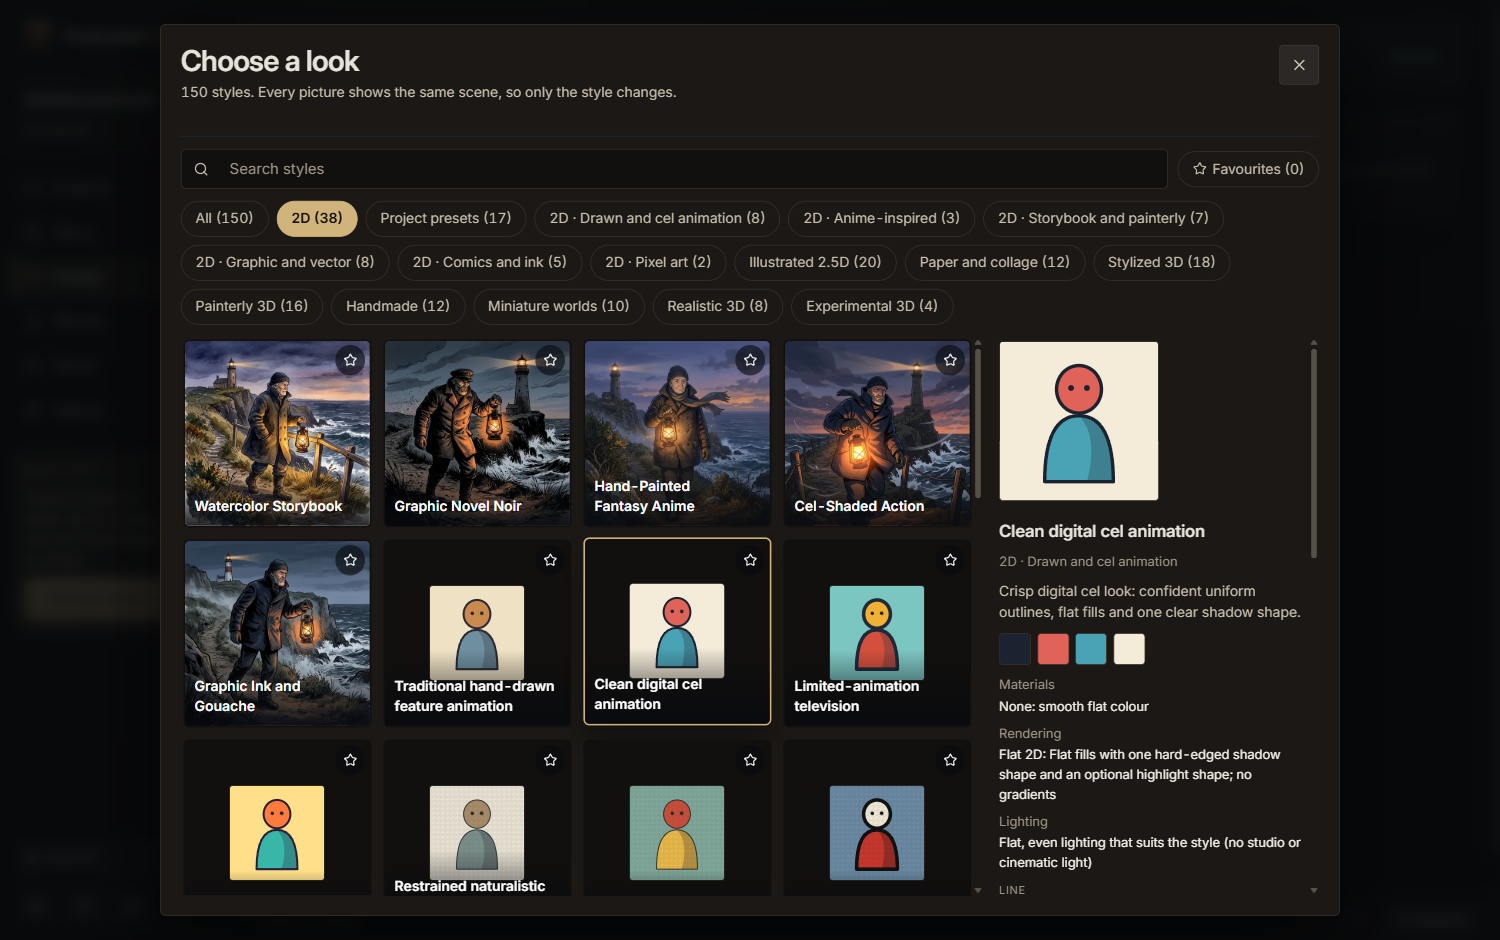 Choose a look
150 styles. Every picture shows the same scene, so only the style changes.
Search styles
Favourites (0)
All (150)
2D (38)
Project presets (17)
2D · Drawn and cel animation (8)
2D · Anime-inspired (3)
2D · Storybook and painterly (7)
2D · Graphic and vector (8)
2D · Comics and ink (5)
2D · Pixel art (2)
Illustrated 2.5D (20)
Paper and collage (12)
Stylized 3D (18)
Painterly 3D (16)
Handmade (12)
Miniature worlds (10)
Realistic 3D (8)
Experimental 3D (4)
Watercolor Storybook
Graphic Novel Noir
Hand-Painted
Fantasy Anime
Cel-Shaded Action
Graphic Ink and
Gouache
Traditional hand-drawn
feature animation
Clean digital cel
animation
Limited-animation
television
Restrained naturalistic
Clean digital cel animation
2D · Drawn and cel animation
Crisp digital cel look: confident uniform
outlines, flat fills and one clear shadow shape.
Materials
None: smooth flat colour
Rendering
Flat 2D: Flat fills with one hard-edged shadow
shape and an optional highlight shape; no
gradients
Lighting
Flat, even lighting that suits the style (no studio or
cinematic light)
LINE